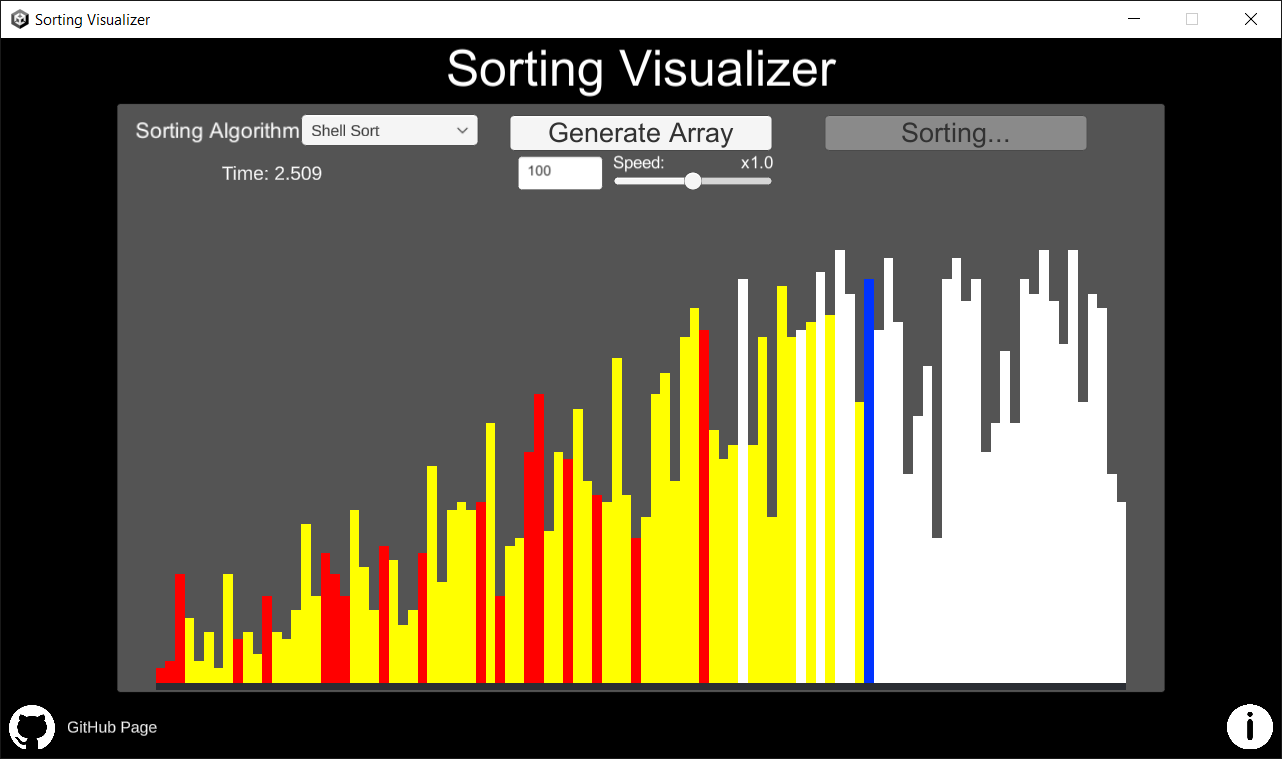 Sorting Visualizer
Sorting Visualizer
Sorting Algorithm Shell Sort Generate Array Sorting...
Time: 2.509 100 Speed: x1.0
GitHub Page